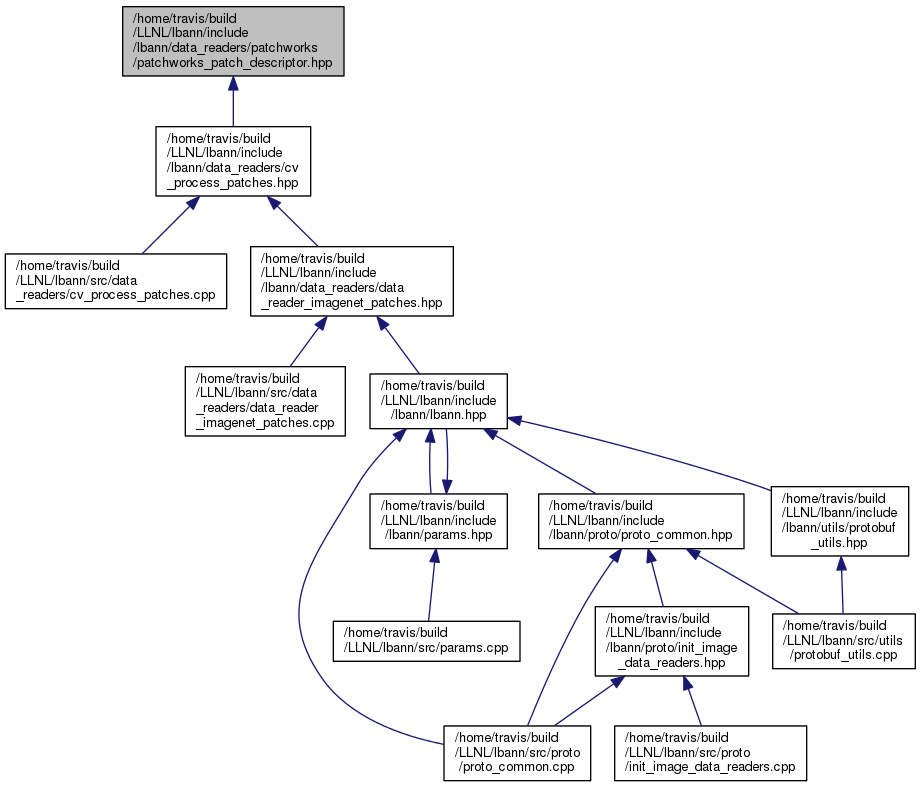 /home/travis/build
/LLNL/lbann/include
/lbann/data_readers/patchworks
/patchworks_patch_descriptor.hpp
/home/travis/build
/LLNL/lbann/include
/lbann/data_readers/cv
_process_patches.hpp
/home/travis/build
/LLNL/lbann/src/data
_readers/cv_process_patches.cpp
/home/travis/build
/LLNL/lbann/include
/lbann/data_readers/data
_reader_imagenet_patches.hpp
/home/travis/build
/LLNL/lbann/src/data
_readers/data_reader
_imagenet_patches.cpp
/home/travis/build
/LLNL/lbann/include
/lbann/lbann.hpp
/home/travis/build
/LLNL/lbann/include
/lbann/params.hpp
/home/travis/build
/LLNL/lbann/include
/lbann/proto/proto_common.hpp
/home/travis/build
/LLNL/lbann/include
/lbann/utils/protobuf
_utils.hpp
/home/travis/build
/LLNL/lbann/src/params.cpp
/home/travis/build
/LLNL/lbann/include
/lbann/proto/init_image
_data_readers.hpp
/home/travis/build
/LLNL/lbann/src/utils
/protobuf_utils.cpp
/home/travis/build
/LLNL/lbann/src/proto
/proto_common.cpp
/home/travis/build
/LLNL/lbann/src/proto
/init_image_data_readers.cpp